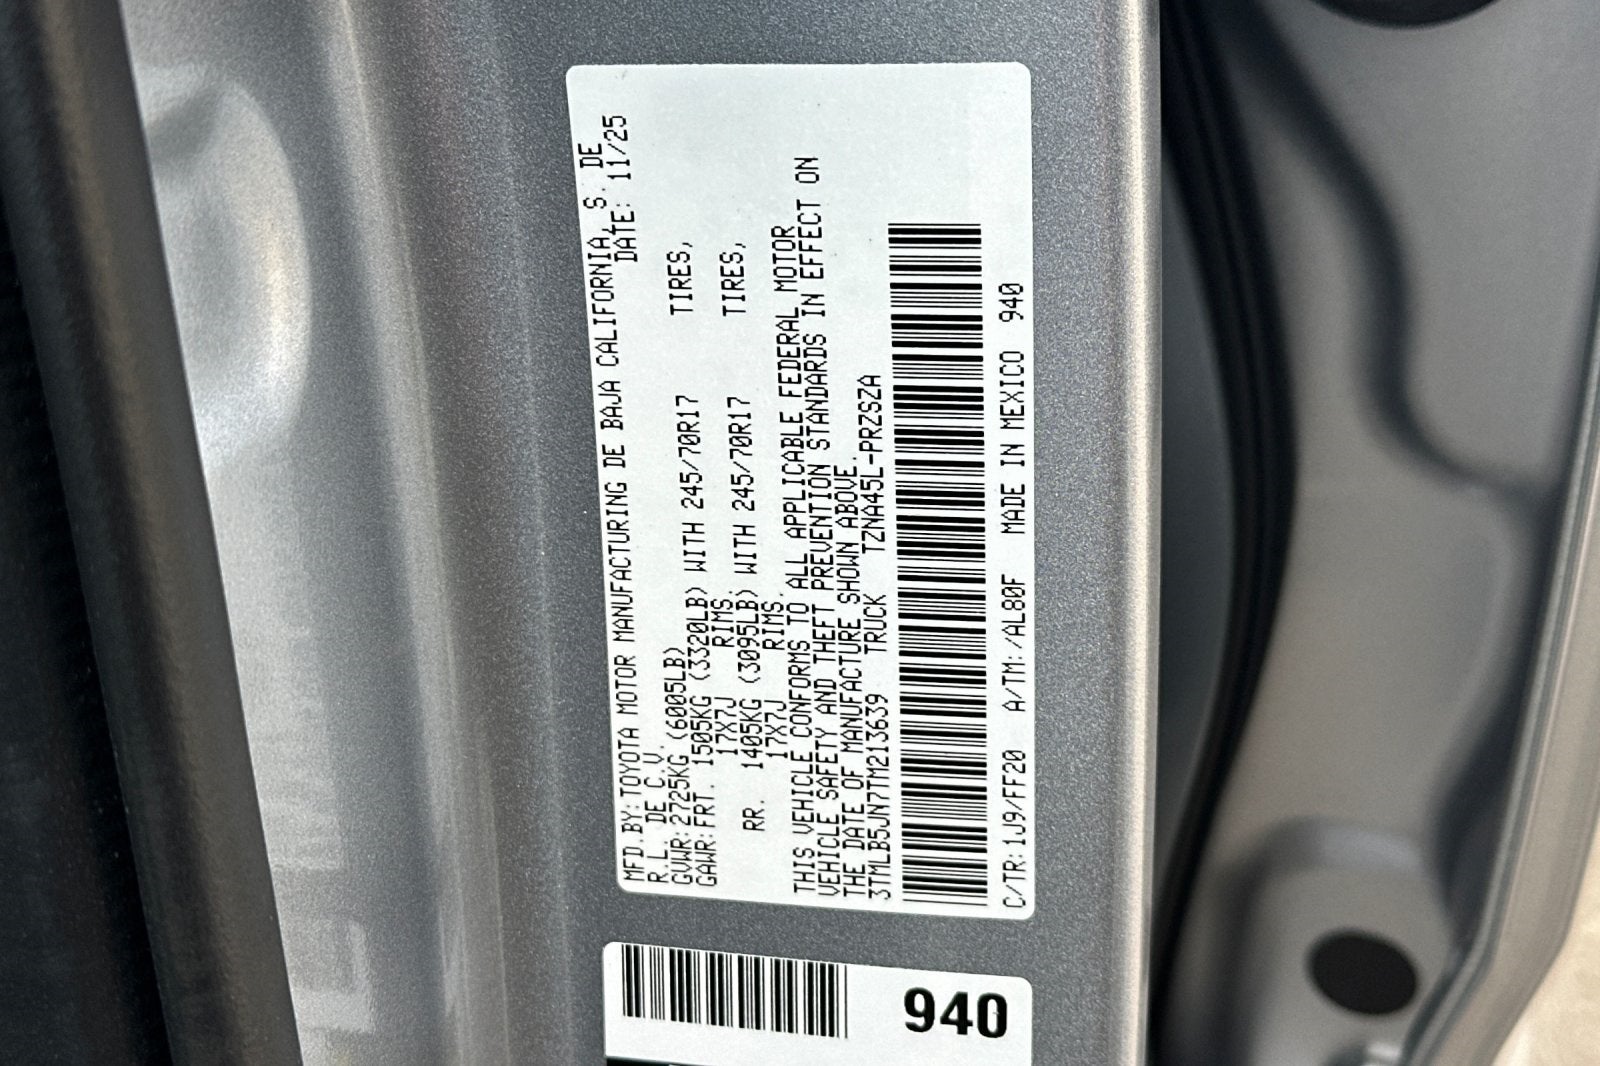 MFD.BY:TOYOTA MOTOR MANUFACTURING DE BAJA CALIFORNIA,S. DE
R.L. DE C.V. DATE: 11/25
GVWR:2725KG (6005LB)
GAWR:FRT. 1505KG (3320LB) WITH 245/70R17 TIRES,
17X7J RIMS
RR. 1405KG (3095LB) WITH 245/70R17 TIRES,
17X7J RIMS.
THIS VEHICLE CONFORMS TO ALL APPLICABLE FEDERAL MOTOR
VEHICLE SAFETY AND THEFT PREVENTION STANDARDS IN EFFECT ON
THE DATE OF MANUFACTURE SHOWN ABOVE.
3TMLB5JN7TM213639 TRUCK TZNA45L-PRZSZA
C/TR:1J9/FF20 A/TM:/AL80F MADE IN MEXICO 940
940